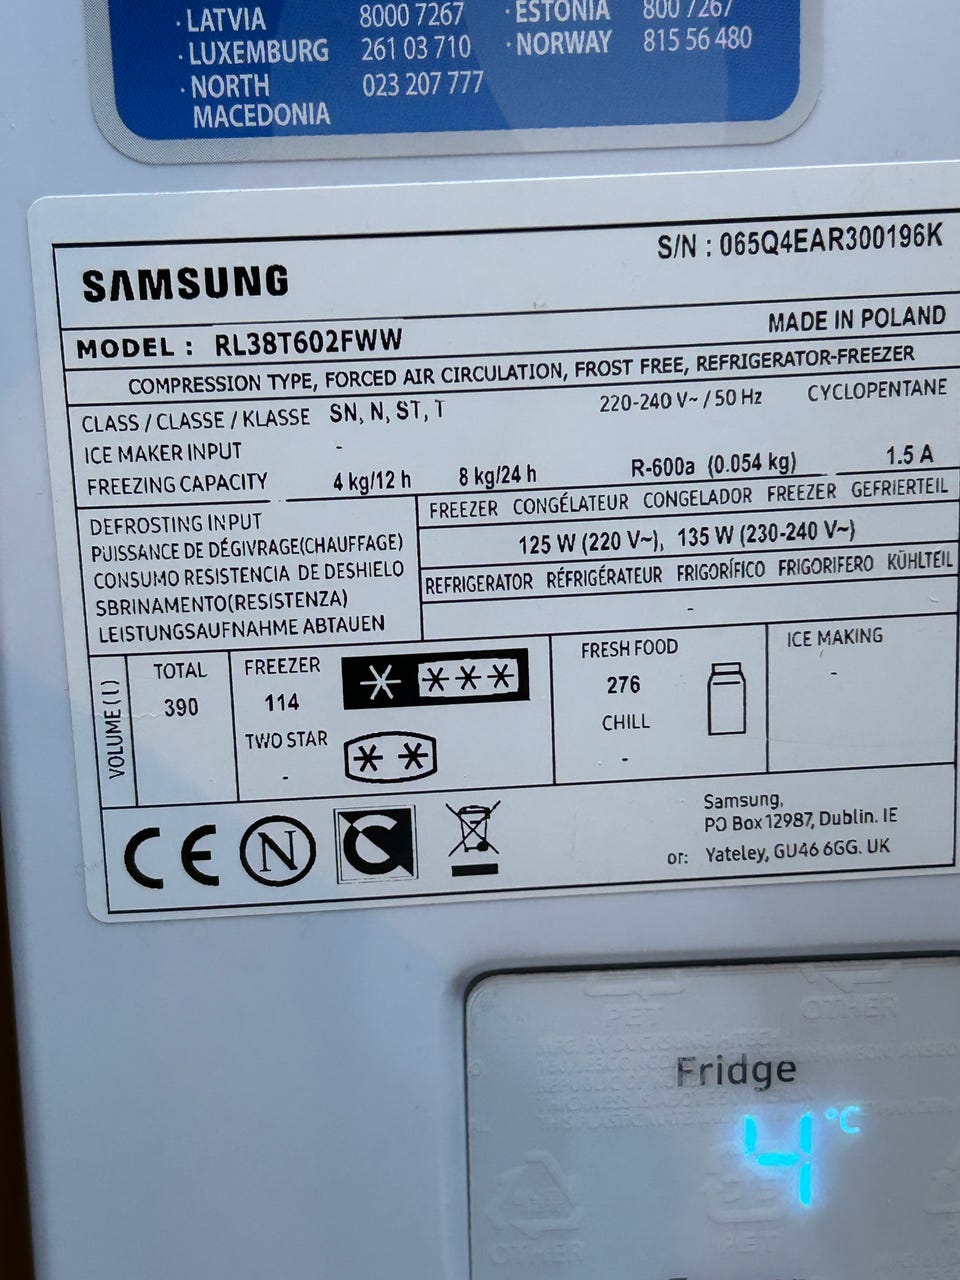 · LATVIA 8000 7267 · ESTONIA 800 7267
· LUXEMBURG 261 03 710 · NORWAY 815 56 480
· NORTH MACEDONIA 023 207 777
S/N : 065Q4EAR300196K
SAMSUNG
MODEL : RL38T602FWW MADE IN POLAND
COMPRESSION TYPE, FORCED AIR CIRCULATION, FROST FREE, REFRIGERATOR-FREEZER
CLASS / CLASSE / KLASSE SN, N, ST, T 220-240 V~ / 50 Hz CYCLOPENTANE
ICE MAKER INPUT -
FREEZING CAPACITY 4 kg/12 h 8 kg/24 h R-600a (0.054 kg) 1.5 A
DEFROSTING INPUT
PUISSANCE DE DÉGIVRAGE(CHAUFFAGE)
CONSUMO RESISTENCIA DE DESHIELO
SBRINAMENTO(RESISTENZA)
LEISTUNGSAUFNAHME ABTAUEN
FREEZER CONGÉLATEUR CONGELADOR FREEZER GEFRIERTEIL
125 W (220 V~), 135 W (230-240 V~)
REFRIGERATOR RÉFRIGÉRATEUR FRIGORÍFICO FRIGORIFERO KÜHLTEIL
-
VOLUME ( l )
TOTAL
390
FREEZER
114
TWO STAR
-
FRESH FOOD
276
CHILL
-
ICE MAKING
-
CE N
Samsung,
PO Box 12987, Dublin. IE
or: Yateley, GU46 6GG. UK
Fridge
4 °C